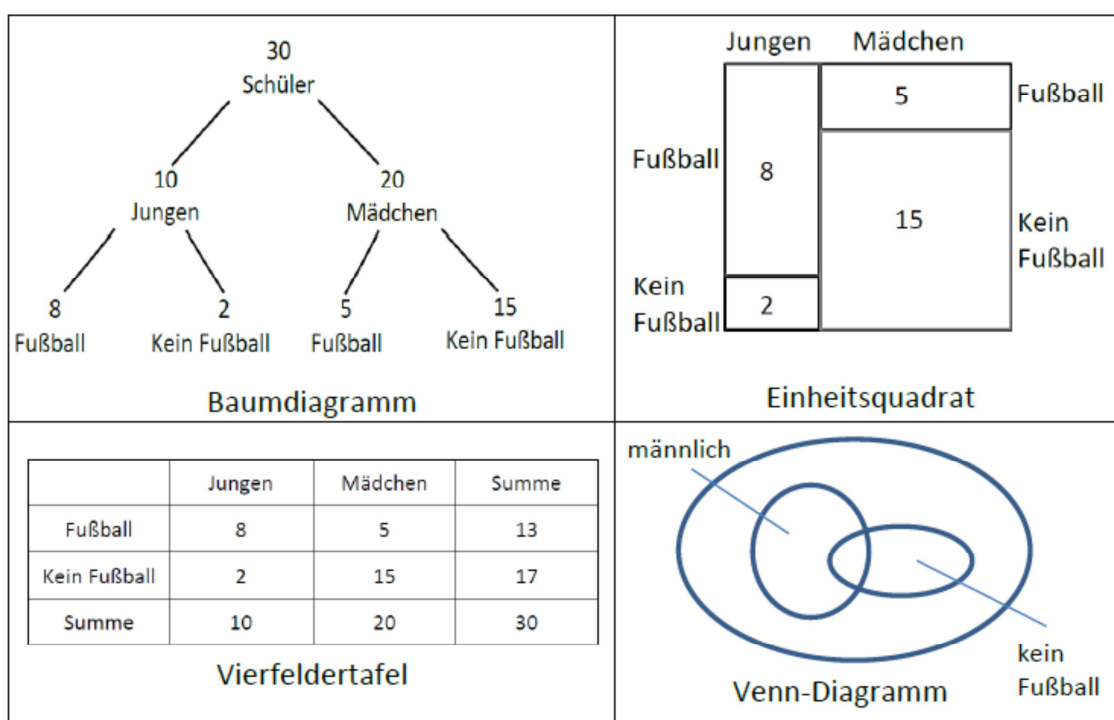 30
Schüler
10
Jungen
20
Mädchen
8
Fußball
2
Kein Fußball
5
Fußball
15
Kein Fußball
Baumdiagramm
Jungen Mädchen
5 Fußball
Fußball 8
15 Kein
Fußball
Kein
Fußball 2
Einheitsquadrat
Jungen Mädchen Summe
Fußball 8 5 13
Kein Fußball 2 15 17
Summe 10 20 30
Vierfeldertafel
männlich
kein
Fußball
Venn-Diagramm